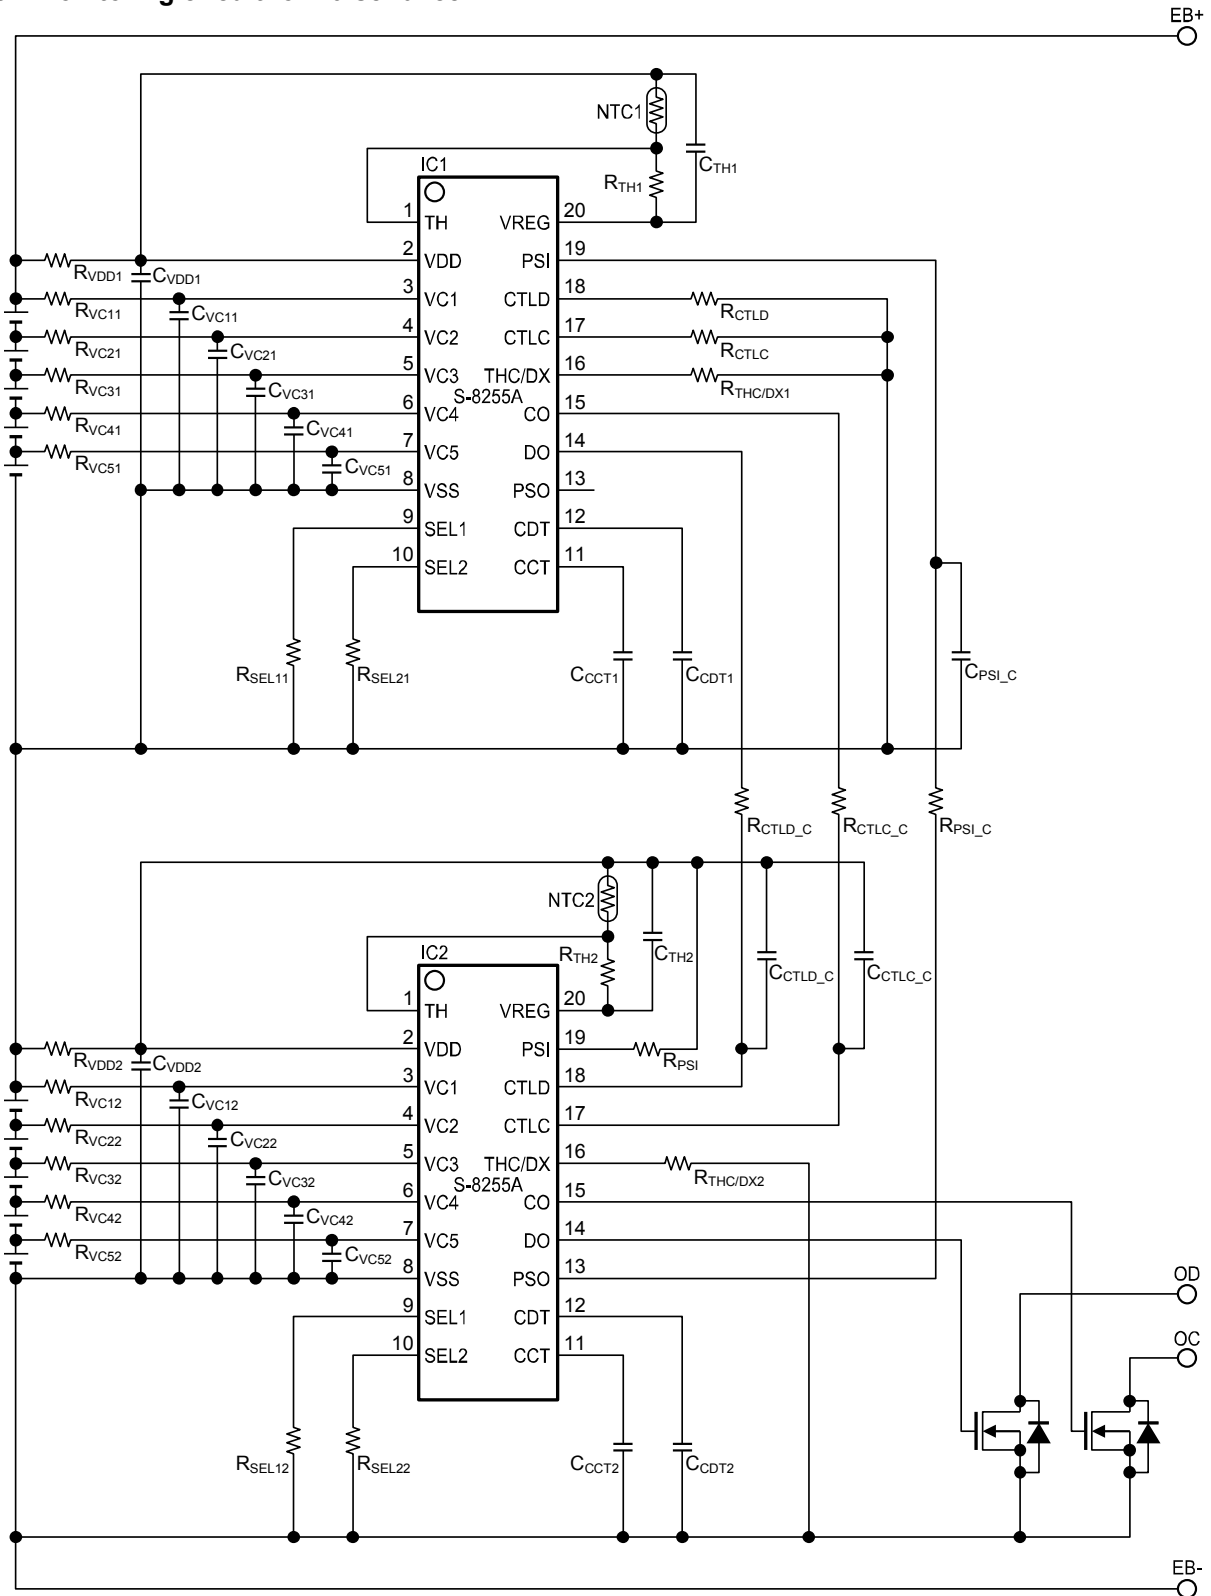 EB+
NTC1
CTH1
IC1
RTH1
1 TH VREG 20
2 VDD PSI 19
RVDD1 CVDD1
3 VC1 CTLD 18
RVC11 CVC11 RCTLD
4 VC2 CTLC 17
RVC21 CVC21 RCTLC
5 VC3 THC/DX 16
RVC31 CVC31 S-8255A RTHC/DX1
6 VC4 CO 15
RVC41 CVC41
7 VC5 DO 14
RVC51 CVC51
8 VSS PSO 13
9 SEL1 CDT 12
10 SEL2 CCT 11
RSEL11 RSEL21 CCCT1 CCDT1 CPSI_C
RCTLD_C RCTLC_C RPSI_C
NTC2
IC2 RTH2 CTH2 CCTLD_C CCTLC_C
1 TH VREG 20
2 VDD PSI 19
RVDD2 CVDD2 RPSI
3 VC1 CTLD 18
RVC12 CVC12
4 VC2 CTLC 17
RVC22 CVC22
5 VC3 THC/DX 16
RVC32 CVC32 S-8255A RTHC/DX2
6 VC4 CO 15
RVC42 CVC42
7 VC5 DO 14
RVC52 CVC52
8 VSS PSO 13
OD
9 SEL1 CDT 12
OC
10 SEL2 CCT 11
RSEL12 RSEL22 CCCT2 CCDT2
EB-